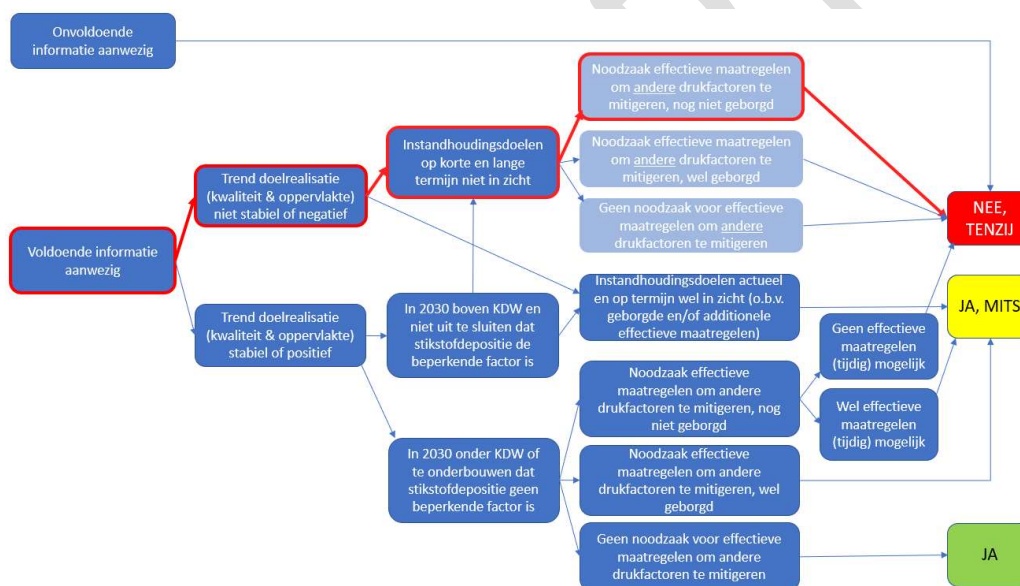 Onvoldoende
informatie aanwezig
Noodzaak effectieve maatregelen
om andere drukfactoren te
mitigeren, nog niet geborgd
Instandhoudingsdoelen
op korte en lange
termijn niet in zicht
Noodzaak effectieve maatregelen
om andere drukfactoren te
mitigeren, wel geborgd
Trend doelrealisatie
(kwaliteit & oppervlakte)
niet stabiel of negatief
Geen noodzaak voor effectieve
maatregelen om andere
drukfactoren te mitigeren
NEE,
TENZIJ
Voldoende informatie
aanwezig
Instandhoudingsdoelen actueel
en op termijn wel in zicht (o.b.v.
geborgde en/of additionele
effectieve maatregelen)
JA, MITS
Trend doelrealisatie
(kwaliteit & oppervlakte)
stabiel of positief
In 2030 boven KDW en
niet uit te sluiten dat
stikstofdepositie de
beperkende factor is
Geen effectieve
maatregelen
(tijdig) mogelijk
Noodzaak effectieve
maatregelen om andere
drukfactoren te mitigeren, nog
niet geborgd
Wel effectieve
maatregelen
(tijdig) mogelijk
In 2030 onder KDW of
te onderbouwen dat
stikstofdepositie geen
beperkende factor is
Noodzaak effectieve
maatregelen om andere
drukfactoren te mitigeren, wel
geborgd
Geen noodzaak voor effectieve
maatregelen om andere
drukfactoren te mitigeren
JA